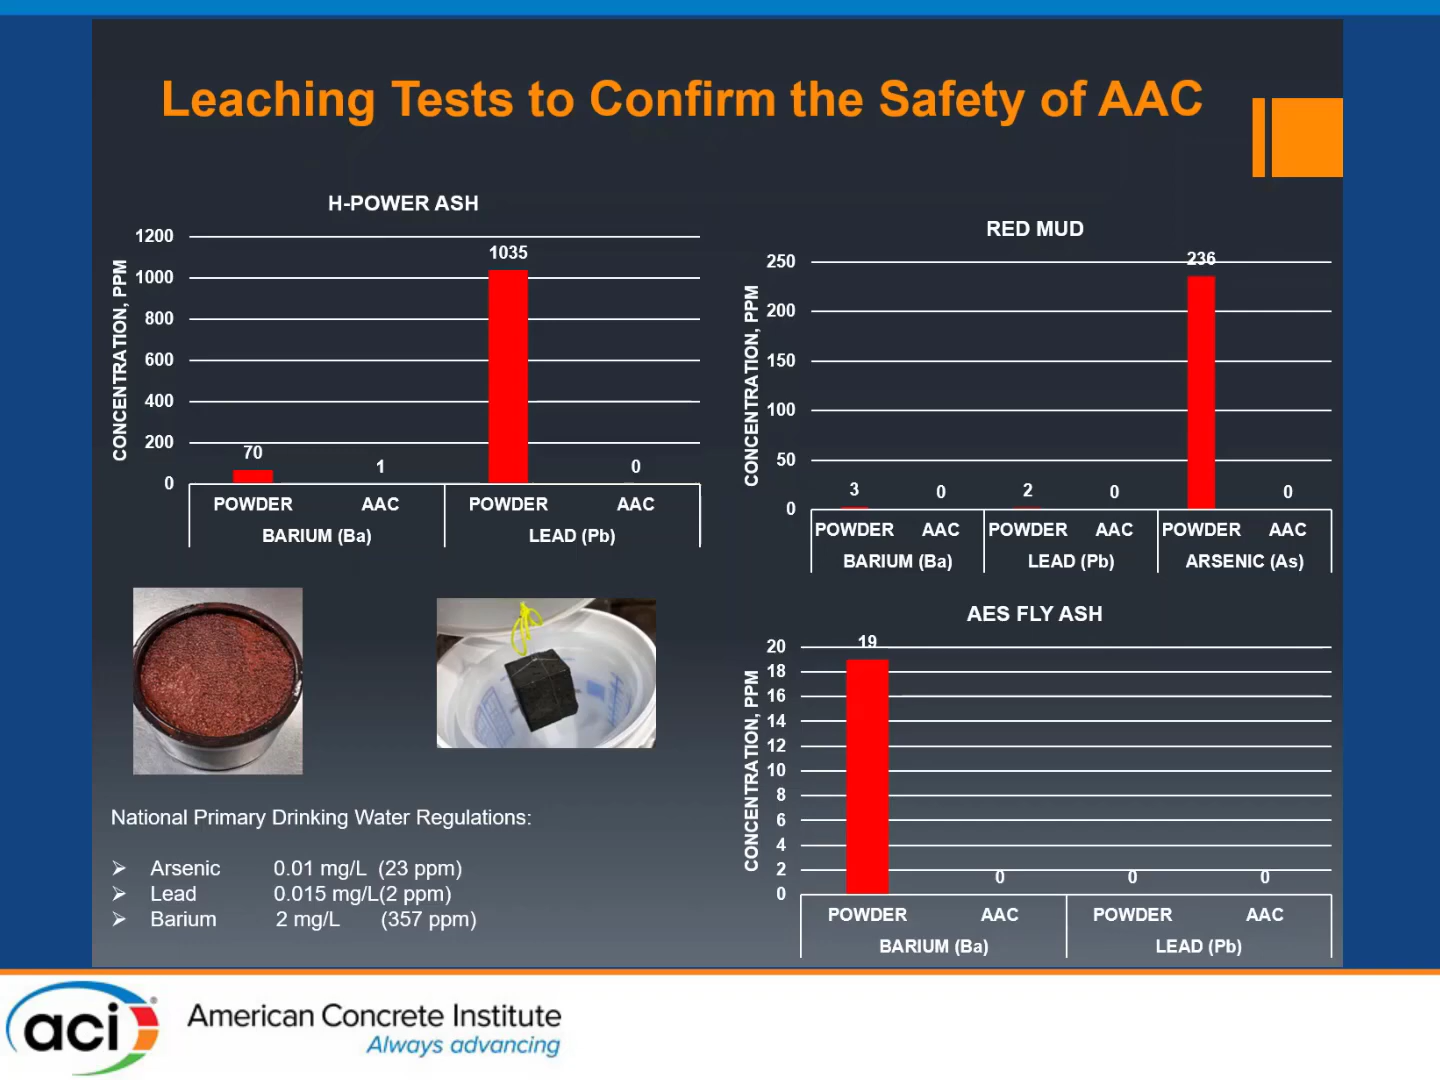 Leaching Tests to Confirm the Safety of AAC
H-POWER ASH
CONCENTRATION, PPM
1200
1000
800
600
400
200
0
70
1
1035
0
POWDER AAC POWDER AAC
BARIUM (Ba) LEAD (Pb)
RED MUD
CONCENTRATION, PPM
250
200
150
100
50
0
3
0
2
0
236
0
POWDER AAC POWDER AAC POWDER AAC
BARIUM (Ba) LEAD (Pb) ARSENIC (As)
AES FLY ASH
CONCENTRATION, PPM
20
18
16
14
12
10
8
6
4
2
0
19
0
0
0
POWDER AAC POWDER AAC
BARIUM (Ba) LEAD (Pb)
National Primary Drinking Water Regulations:
➢ Arsenic 0.01 mg/L (23 ppm)
➢ Lead 0.015 mg/L(2 ppm)
➢ Barium 2 mg/L (357 ppm)
aci®
American Concrete Institute
Always advancing